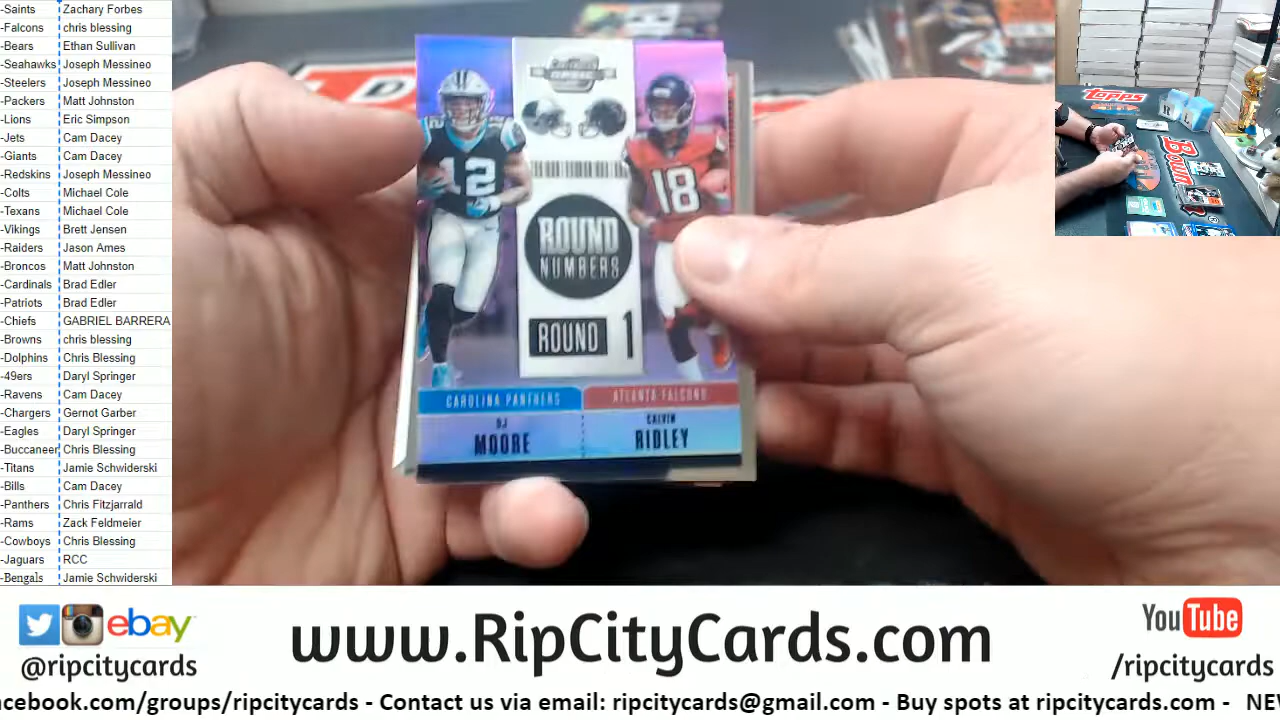 -Saints Zachary Forbes
-Falcons chris blessing
-Bears Ethan Sullivan
-Seahawks Joseph Messineo
-Steelers Joseph Messineo
-Packers Matt Johnston
-Lions Eric Simpson
-Jets Cam Dacey
-Giants Cam Dacey
-Redskins Joseph Messineo
-Colts Michael Cole
-Texans Michael Cole
-Vikings Brett Jensen
-Raiders Jason Ames
-Broncos Matt Johnston
-Cardinals Brad Edler
-Patriots Brad Edler
-Chiefs GABRIEL BARRERA
-Browns chris blessing
-Dolphins Chris Blessing
-49ers Daryl Springer
-Ravens Cam Dacey
-Chargers Gernot Garber
-Eagles Daryl Springer
-Buccaneer Chris Blessing
-Titans Jamie Schwiderski
-Bills Cam Dacey
-Panthers Chris Fitzjarrald
-Rams Zack Feldmeier
-Cowboys Chris Blessing
-Jaguars RCC
-Bengals Jamie Schwiderski
12
18
ROUND
NUMBERS
ROUND 1
CAROLINA PANTHERS
ATLANTA FALCONS
DJ
MOORE
CALVIN
RIDLEY
TOPPS
Bown
ebay
@ripcitycards
www.RipCityCards.com
YouTube
/ripcitycards
acebook.com/groups/ripcitycards - Contact us via email: ripcitycards@gmail.com - Buy spots at ripcitycards.com - NE